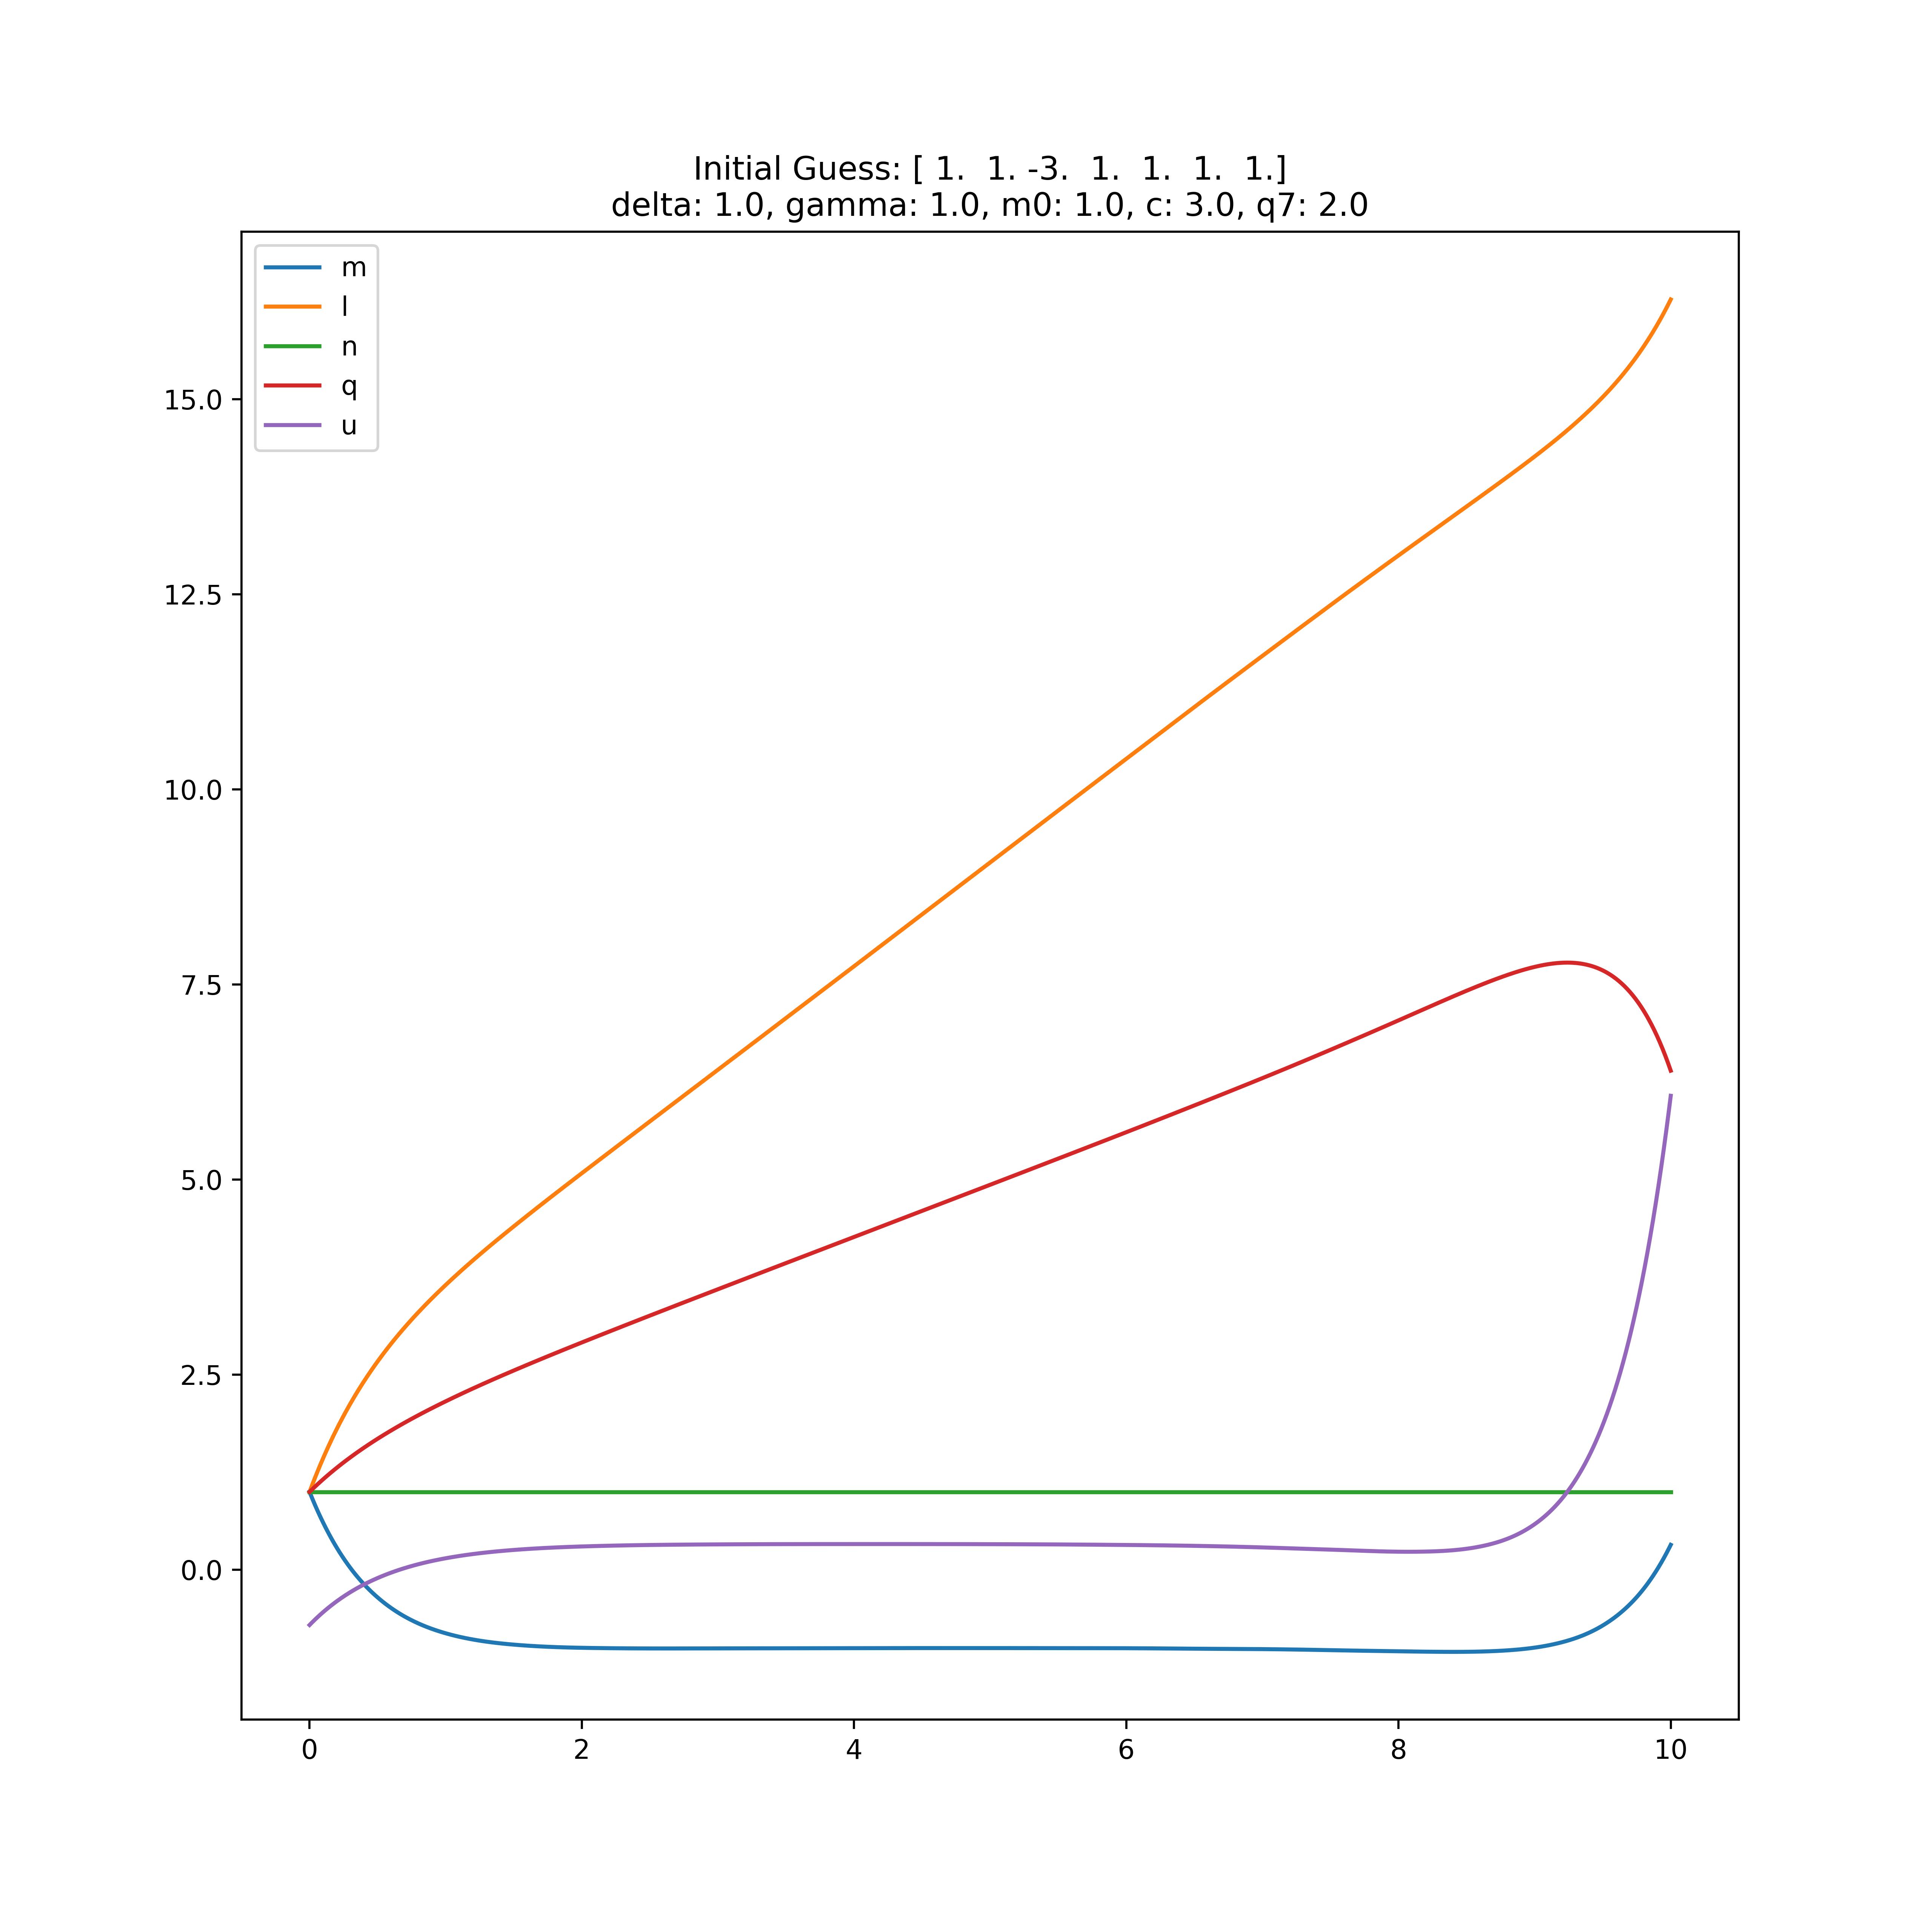 Initial Guess: [ 1.  1. -3.  1.  1.  1.  1.]
delta: 1.0, gamma: 1.0, m0: 1.0, c: 3.0, q7: 2.0
m
l
n
q
u
15.0
12.5
10.0
7.5
5.0
2.5
0.0
0 2 4 6 8 10